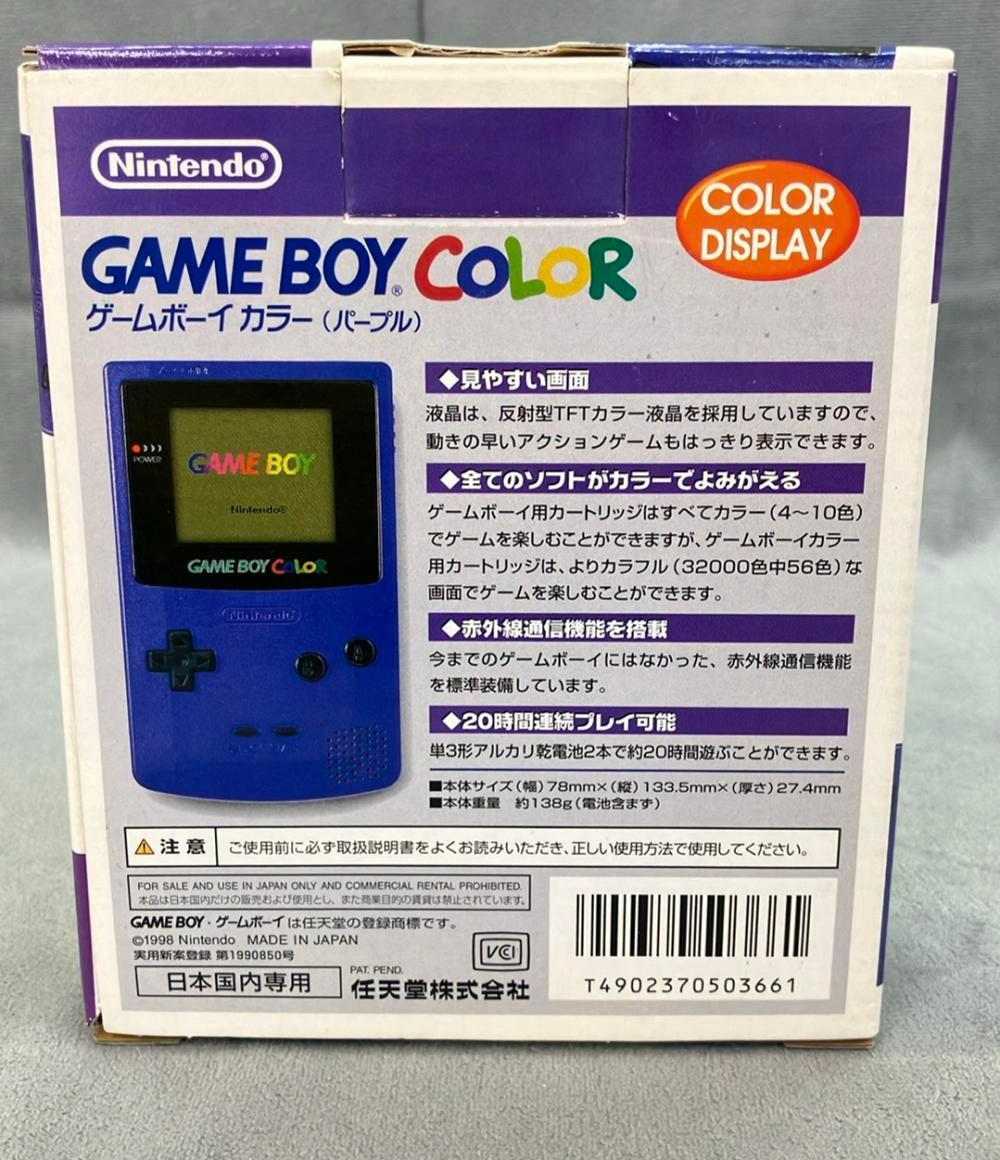 Nintendo®
COLOR
DISPLAY
GAME BOY® COLOR
ゲームボーイ カラー（パープル）
POWER
GAME BOY
Nintendo®
GAME BOY COLOR
Nintendo
B
A
◆見やすい画面
液晶は、反射型TFTカラー液晶を採用していますので、
動きの早いアクションゲームもはっきり表示できます。
◆全てのソフトがカラーでよみがえる
ゲームボーイ用カートリッジはすべてカラー（4〜10色）
でゲームを楽しむことができますが、ゲームボーイカラー
用カートリッジは、よりカラフル（32000色中56色）な
画面でゲームを楽しむことができます。
◆赤外線通信機能を搭載
今までのゲームボーイにはなかった、赤外線通信機能
を標準装備しています。
◆20時間連続プレイ可能
単3形アルカリ乾電池2本で約20時間遊ぶことができます。
■本体サイズ（幅）78mm×（縦）133.5mm×（厚さ）27.4mm
■本体重量 約138g（電池含まず）
注意 ご使用前に必ず取扱説明書をよくお読みいただき、正しい使用方法で使用してください。
FOR SALE AND USE IN JAPAN ONLY AND COMMERCIAL RENTAL PROHIBITED.
本品は日本国内だけの販売および使用とし、また商業目的の賃貸は禁止されています。
GAME BOY・ゲームボーイは任天堂の登録商標です。
©1998 Nintendo MADE IN JAPAN
実用新案登録 第1990850号
VCI
日本国内専用
PAT. PEND.
任天堂株式会社
T4902370503661